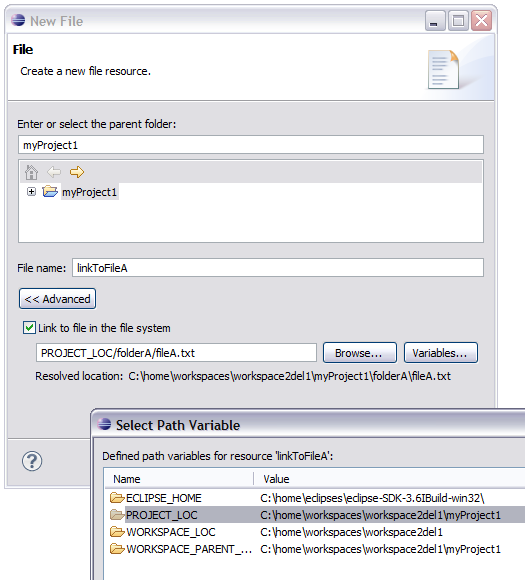 New File
File
Create a new file resource.
Enter or select the parent folder:
myProject1
myProject1
File name: linkToFileA
<< Advanced
Link to file in the file system
PROJECT_LOC/folderA/fileA.txt Browse... Variables...
Resolved location: C:\home\workspaces\workspace2del1\myProject1\folderA\fileA.txt
Select Path Variable
Defined path variables for resource 'linkToFileA':
Name Value
ECLIPSE_HOME C:\home\eclipses\eclipse-SDK-3.6IBuild-win32\
PROJECT_LOC C:\home\workspaces\workspace2del1\myProject1
WORKSPACE_LOC C:\home\workspaces\workspace2del1
WORKSPACE_PARENT_... C:\home\workspaces\workspace2del1\myProject1